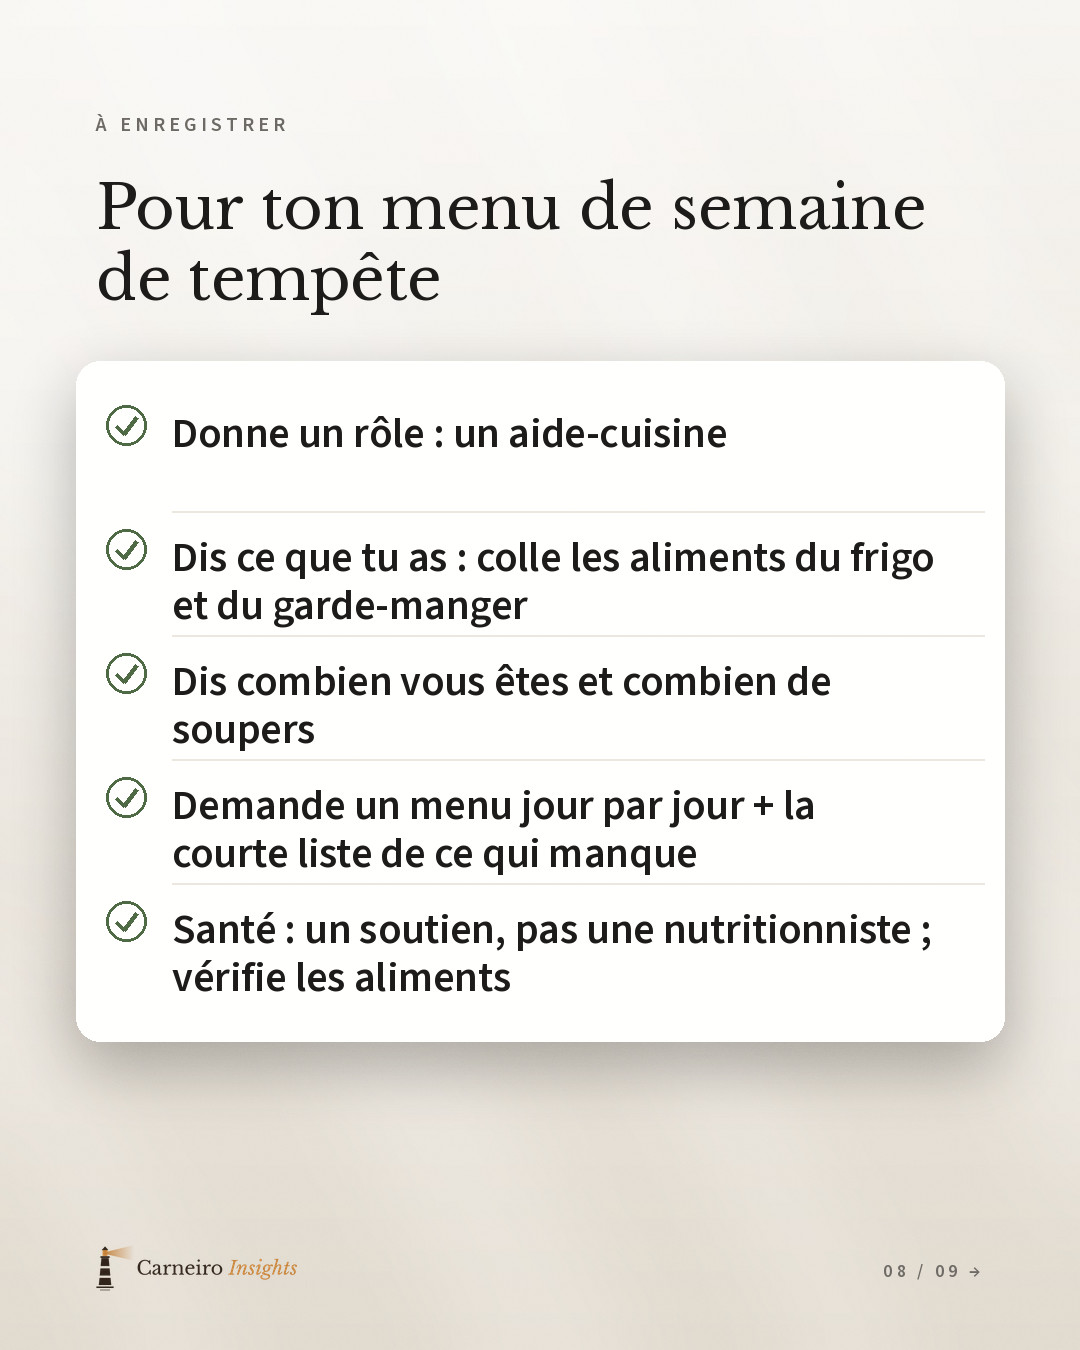 À ENREGISTRER
Pour ton menu de semaine
de tempête
Donne un rôle : un aide-cuisine
Dis ce que tu as : colle les aliments du frigo
et du garde-manger
Dis combien vous êtes et combien de
soupers
Demande un menu jour par jour + la
courte liste de ce qui manque
Santé : un soutien, pas une nutritionniste ;
vérifie les aliments
Carneiro Insights
08 / 09 →